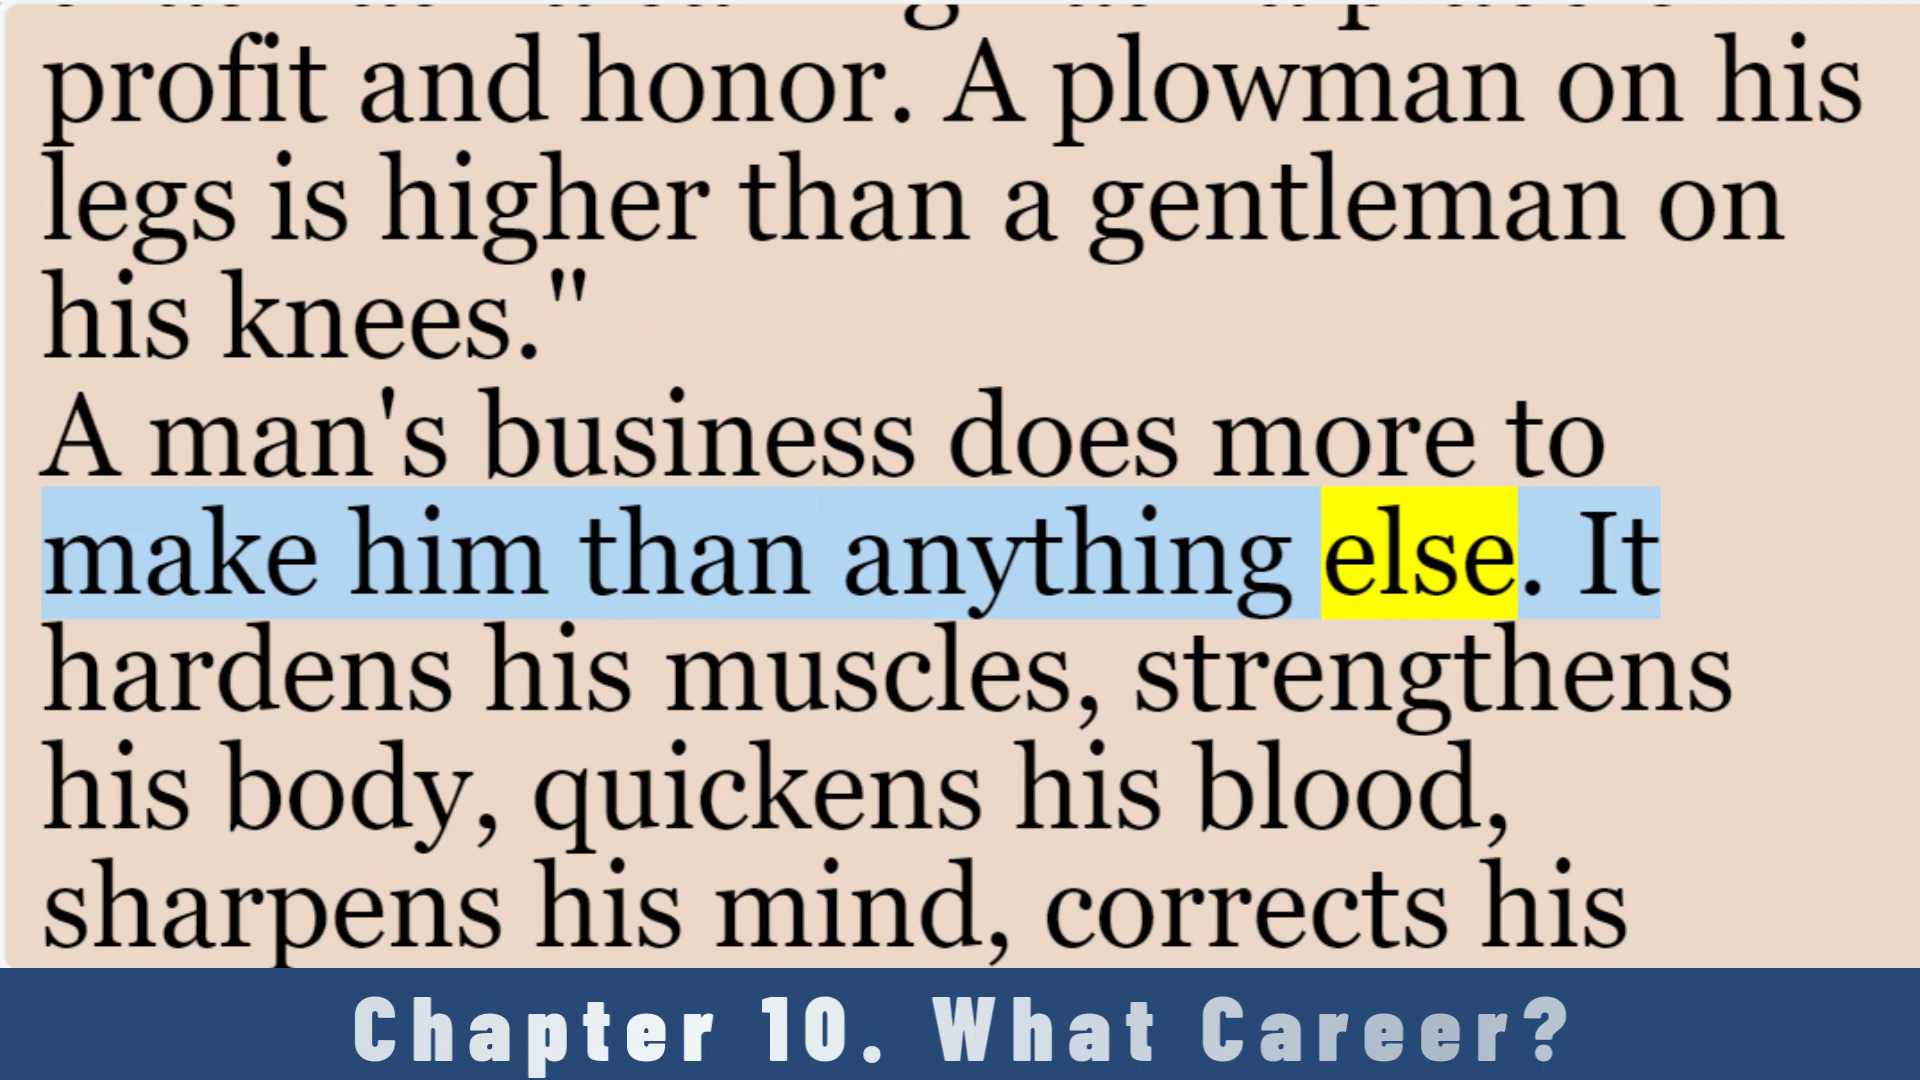 profit and honor. A plowman on his
legs is higher than a gentleman on
his knees."
A man's business does more to
make him than anything else. It
hardens his muscles, strengthens
his body, quickens his blood,
sharpens his mind, corrects his
Chapter 10. What Career?